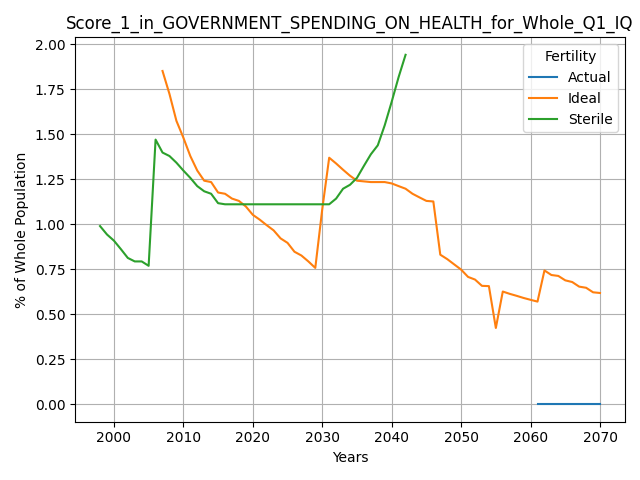 Score_1_in_GOVERNMENT_SPENDING_ON_HEALTH_for_Whole_Q1_IQ
2.00
1.75
1.50
1.25
1.00
0.75
0.50
0.25
0.00
% of Whole Population
Fertility
Actual
Ideal
Sterile
2000 2010 2020 2030 2040 2050 2060 2070
Years